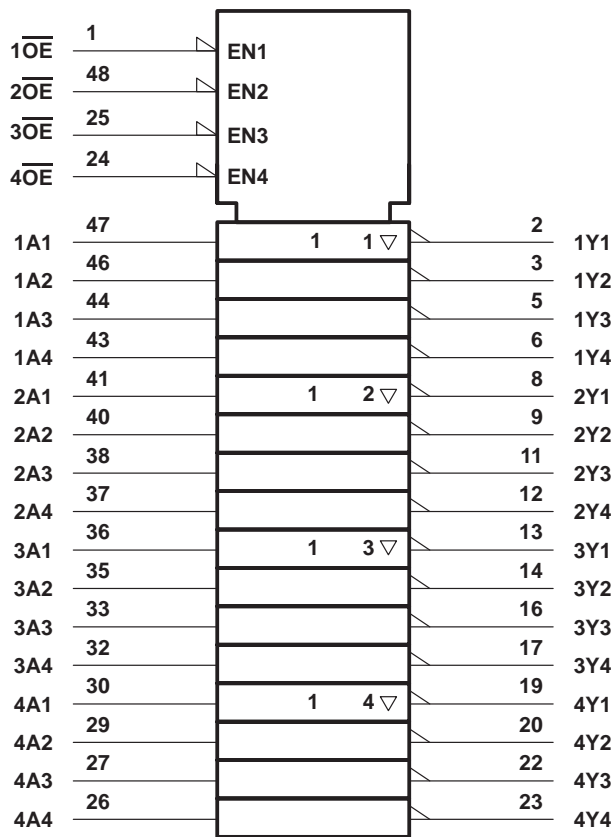 1O̅E̅ 1 EN1
2O̅E̅ 48 EN2
3O̅E̅ 25 EN3
4O̅E̅ 24 EN4
1A1 47 1 1 ▽ 2 1Y1
1A2 46 3 1Y2
1A3 44 5 1Y3
1A4 43 6 1Y4
2A1 41 1 2 ▽ 8 2Y1
2A2 40 9 2Y2
2A3 38 11 2Y3
2A4 37 12 2Y4
3A1 36 1 3 ▽ 13 3Y1
3A2 35 14 3Y2
3A3 33 16 3Y3
3A4 32 17 3Y4
4A1 30 1 4 ▽ 19 4Y1
4A2 29 20 4Y2
4A3 27 22 4Y3
4A4 26 23 4Y4